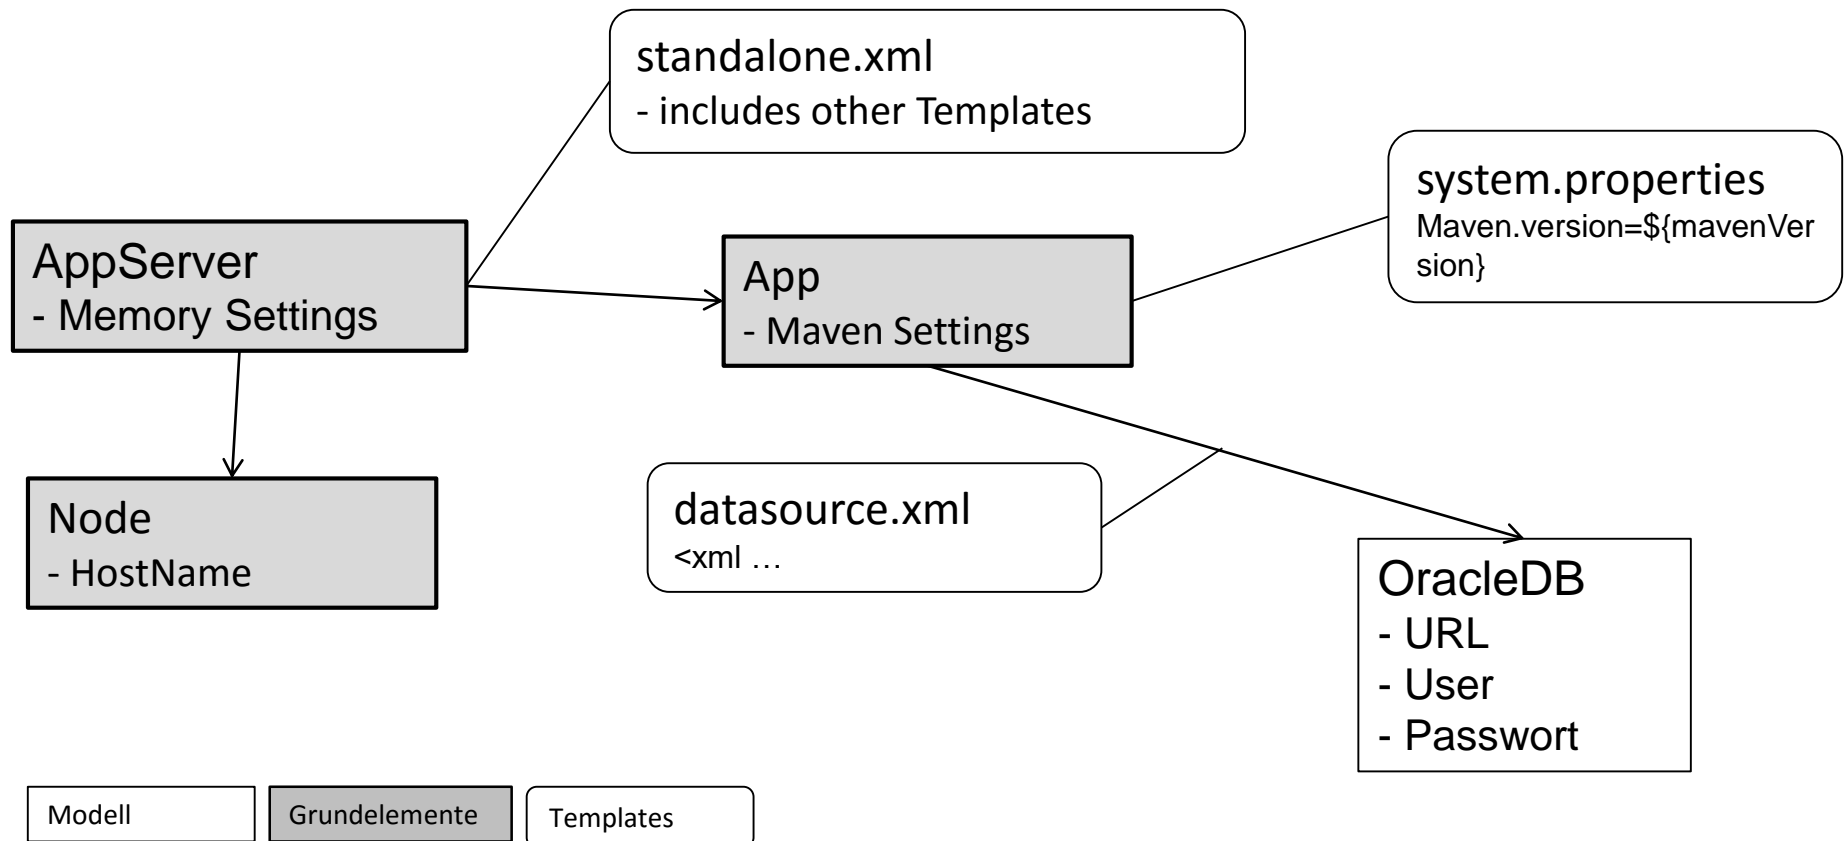 standalone.xml
- includes other Templates
system.properties
Maven.version=${mavenVer
sion}
AppServer
- Memory Settings
App
- Maven Settings
Node
- HostName
datasource.xml
<xml …
OracleDB
- URL
- User
- Passwort
Modell
Grundelemente
Templates